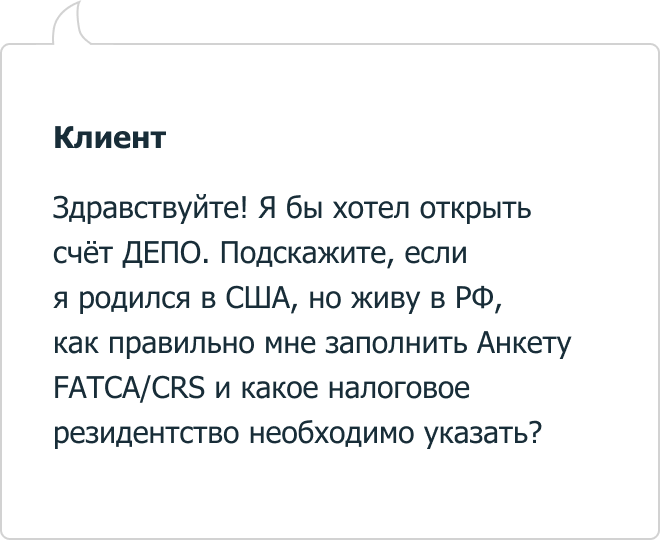 Клиент
Здравствуйте! Я бы хотел открыть
счёт ДЕПО. Подскажите, если
я родился в США, но живу в РФ,
как правильно мне заполнить Анкету
FATCA/CRS и какое налоговое
резидентство необходимо указать?